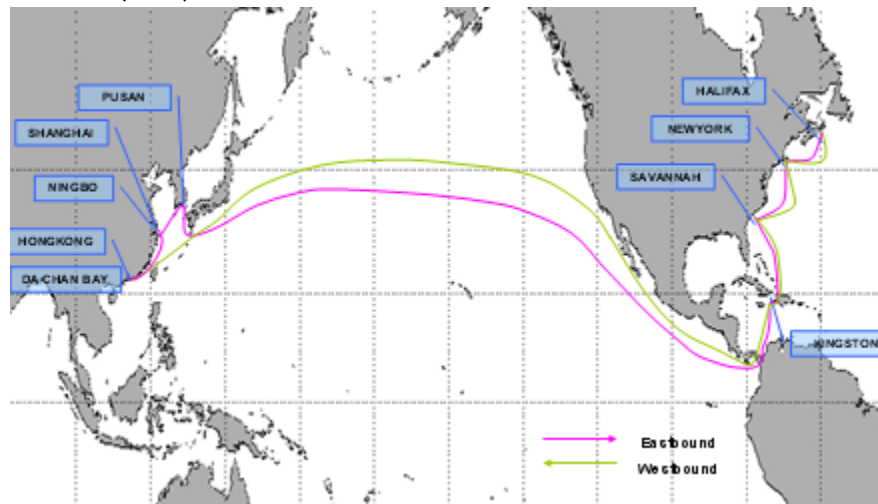 PUSAN
SHANGHAI
NINGBO
HONGKONG
DA-CHAN BAY
HALIFAX
NEWYORK
SAVANNAH
KINGSTON
Eastbound
Westbound